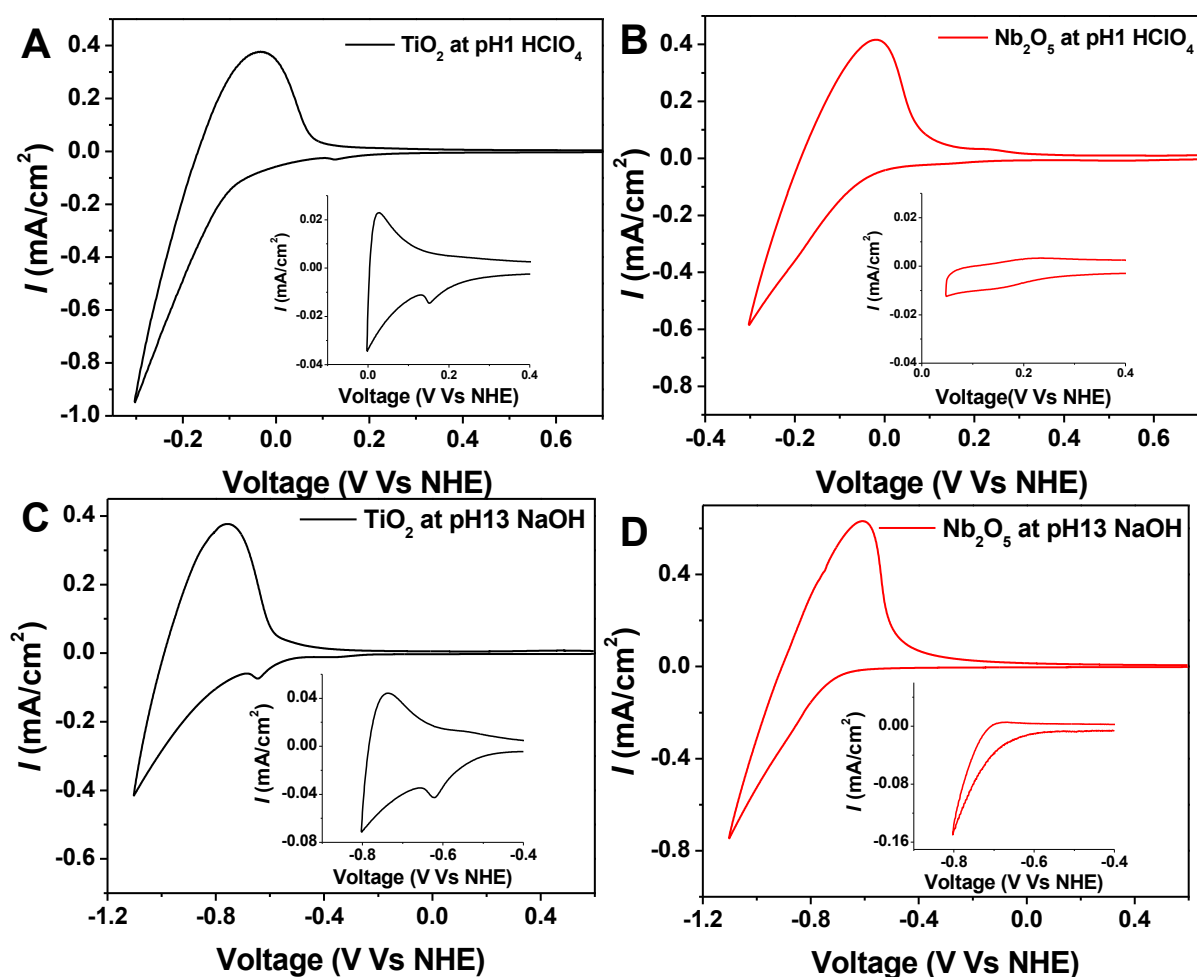 A
TiO₂ at pH1 HClO₄
I (mA/cm²)
0.4
0.2
0.0
-0.2
-0.4
-0.6
-0.8
-1.0
-0.2 0.0 0.2 0.4 0.6
Voltage (V Vs NHE)
I (mA/cm²)
0.02
0.00
-0.02
-0.04
0.0 0.2 0.4
Voltage (V Vs NHE)
B
Nb₂O₅ at pH1 HClO₄
I (mA/cm²)
0.4
0.2
0.0
-0.2
-0.4
-0.6
-0.8
-0.4 -0.2 0.0 0.2 0.4 0.6
Voltage (V Vs NHE)
I (mA/cm²)
0.02
0.00
-0.02
-0.04
0.0 0.2 0.4
Voltage(V Vs NHE)
C
TiO₂ at pH13 NaOH
I (mA/cm²)
0.4
0.2
0.0
-0.2
-0.4
-0.6
-1.2 -0.8 -0.4 0.0 0.4
Voltage (V Vs NHE)
I (mA/cm²)
0.04
0.00
-0.04
-0.08
-0.8 -0.6 -0.4
Voltage (V Vs NHE)
D
Nb₂O₅ at pH13 NaOH
I (mA/cm²)
0.4
0.0
-0.4
-0.8
-1.2 -0.8 -0.4 0.0 0.4
Voltage (V Vs NHE)
I (mA/cm²)
0.00
-0.08
-0.16
-0.8 -0.6 -0.4
Voltage (V Vs NHE)